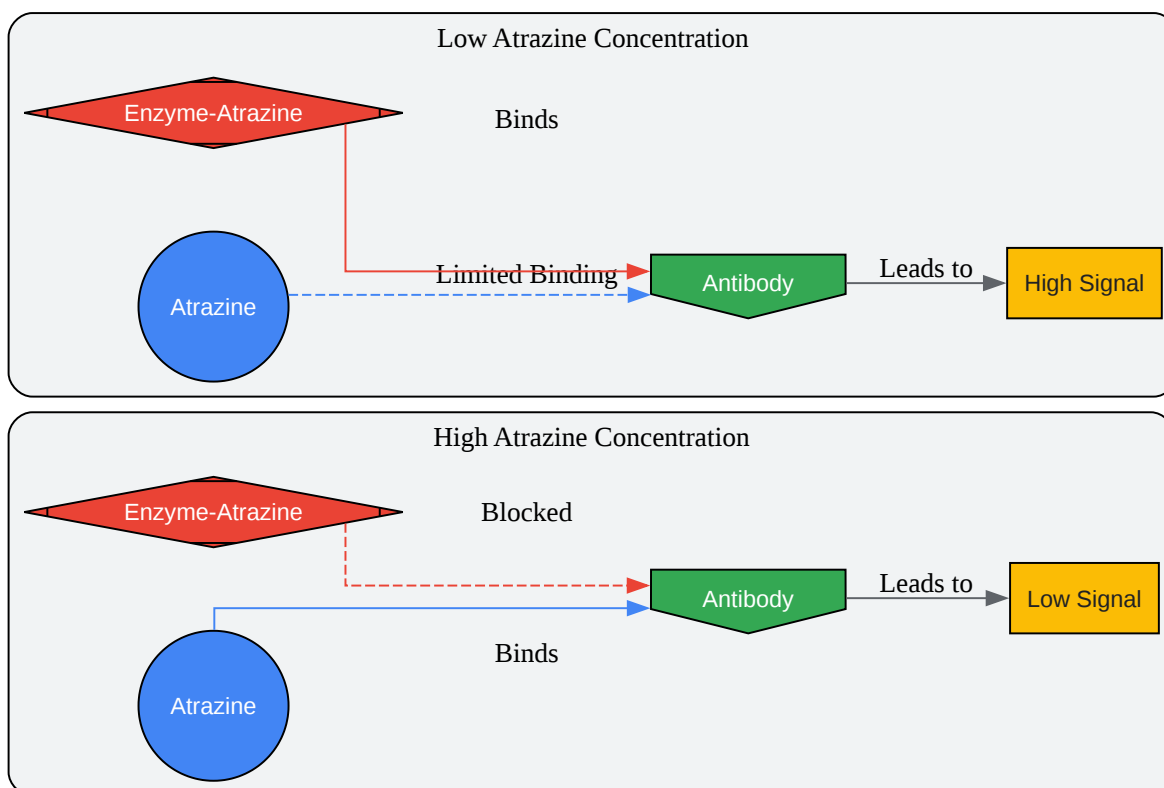 Low Atrazine Concentration
Enzyme-Atrazine
Binds
Limited Binding
Atrazine
Antibody
Leads to
High Signal
High Atrazine Concentration
Enzyme-Atrazine
Blocked
Antibody
Leads to
Low Signal
Binds
Atrazine